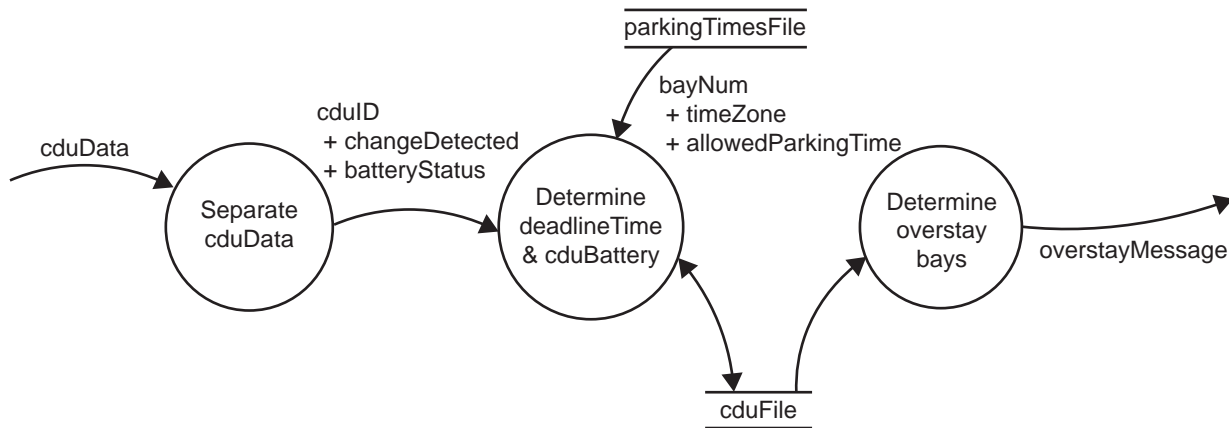 parkingTimesFile
bayNum
+ timeZone
+ allowedParkingTime
cduID
+ changeDetected
+ batteryStatus
cduData
Separate
cduData
Determine
deadlineTime
& cduBattery
Determine
overstay
bays
overstayMessage
cduFile